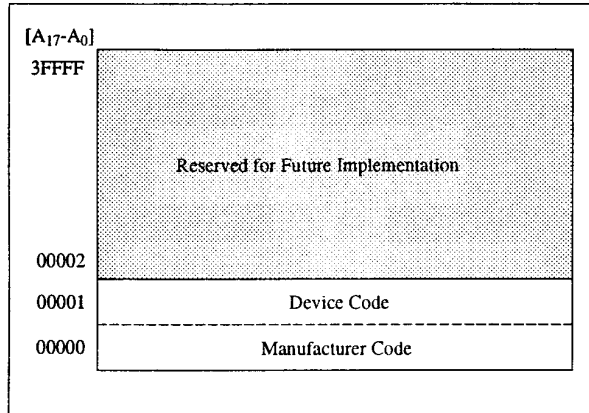 [A17-A0]
3FFFF
Reserved for Future Implementation
00002
00001 Device Code
00000 Manufacturer Code